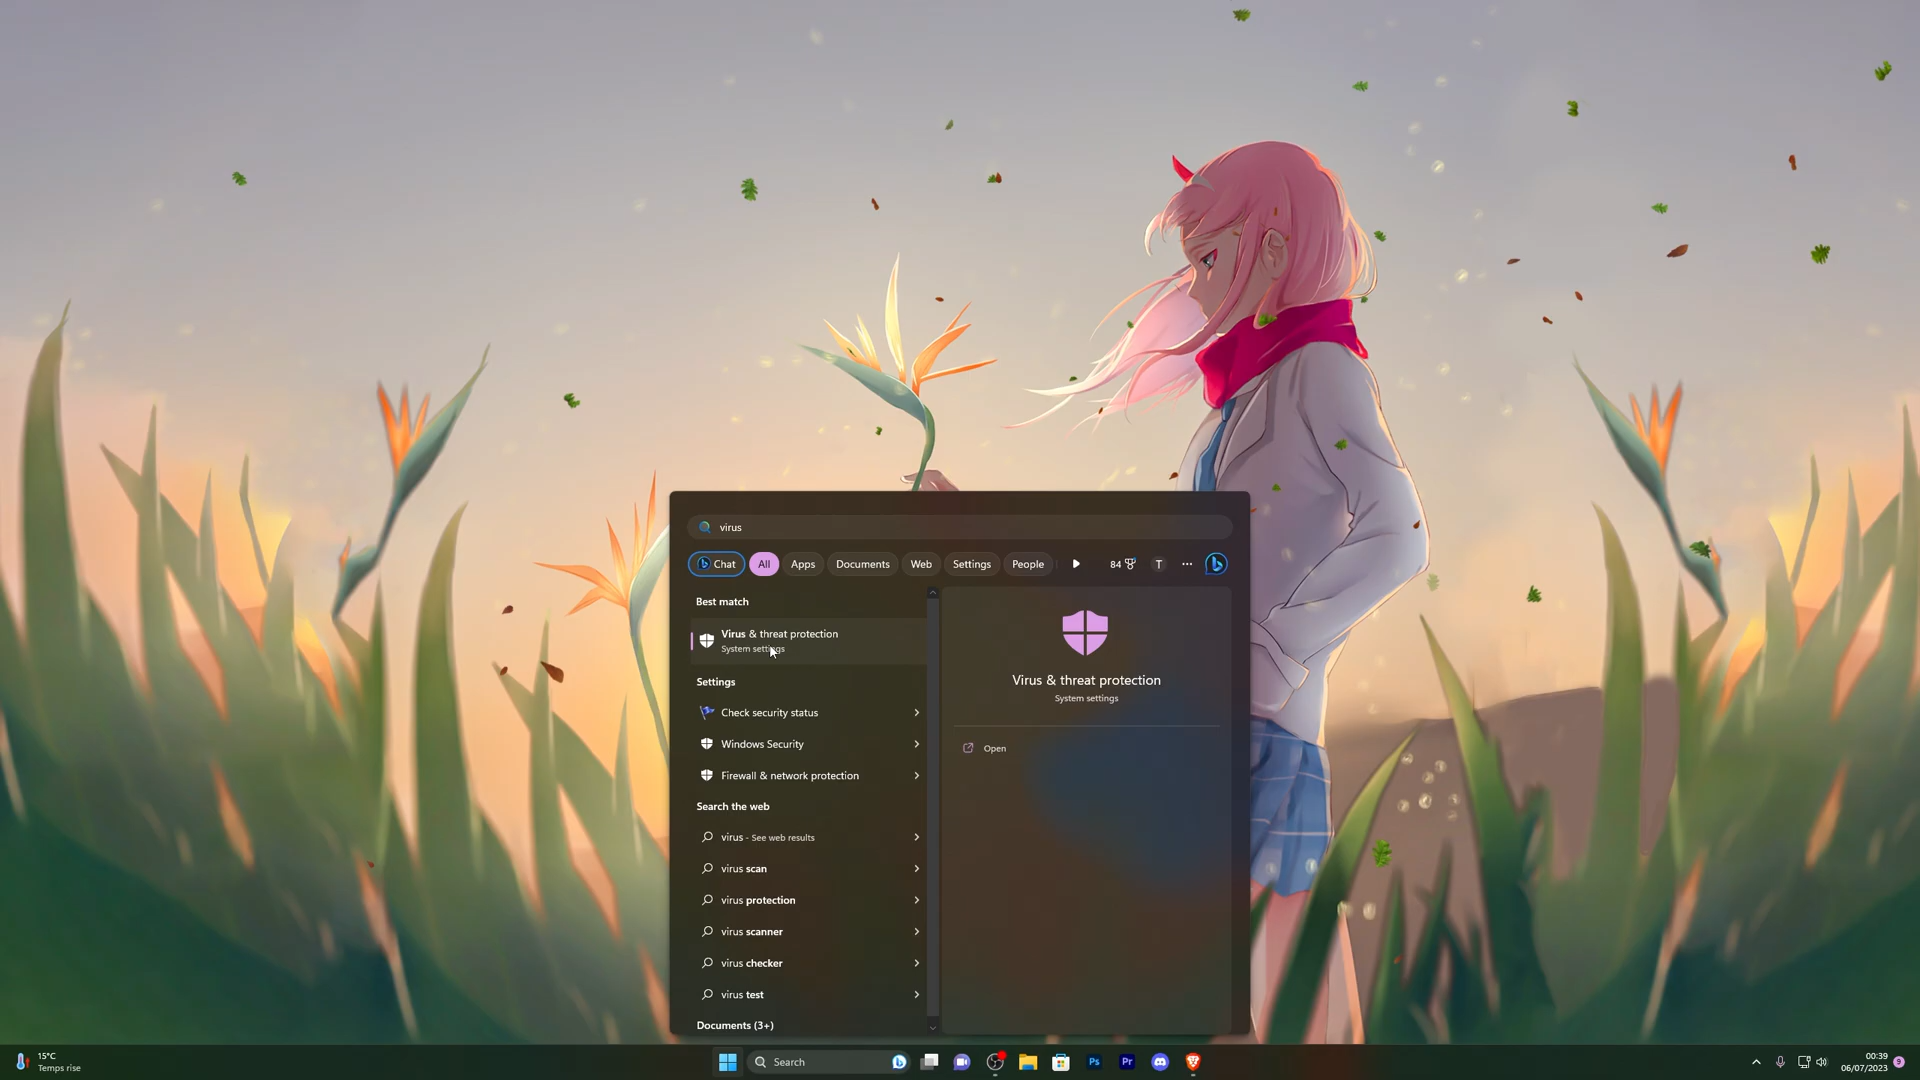 virus
Chat
All
Apps
Documents
Web
Settings
People
84
T
Best match
Virus & threat protection
System settings
Settings
Check security status
Windows Security
Firewall & network protection
Search the web
virus - See web results
virus scan
virus protection
virus scanner
virus checker
virus test
Documents (3+)
Virus & threat protection
System settings
Open
15°C
Temps rise
Search
Ps
Pr
00:39
06/07/2023
9